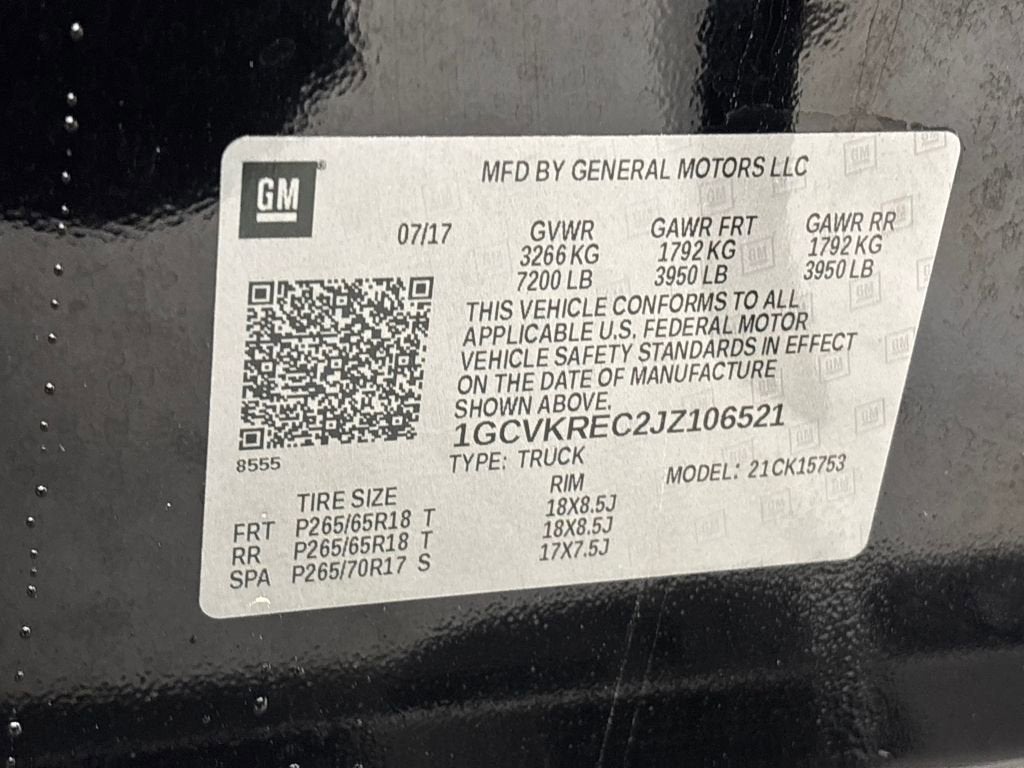 GM
MFD BY GENERAL MOTORS LLC
07/17
GVWR
3266 KG
7200 LB
GAWR FRT
1792 KG
3950 LB
GAWR RR
1792 KG
3950 LB
THIS VEHICLE CONFORMS TO ALL
APPLICABLE U.S. FEDERAL MOTOR
VEHICLE SAFETY STANDARDS IN EFFECT
ON THE DATE OF MANUFACTURE
SHOWN ABOVE.
1GCVKREC2JZ106521
8555
TYPE: TRUCK
MODEL: 21CK15753
TIRE SIZE
RIM
FRT P265/65R18 T 18X8.5J
RR P265/65R18 T 18X8.5J
SPA P265/70R17 S 17X7.5J